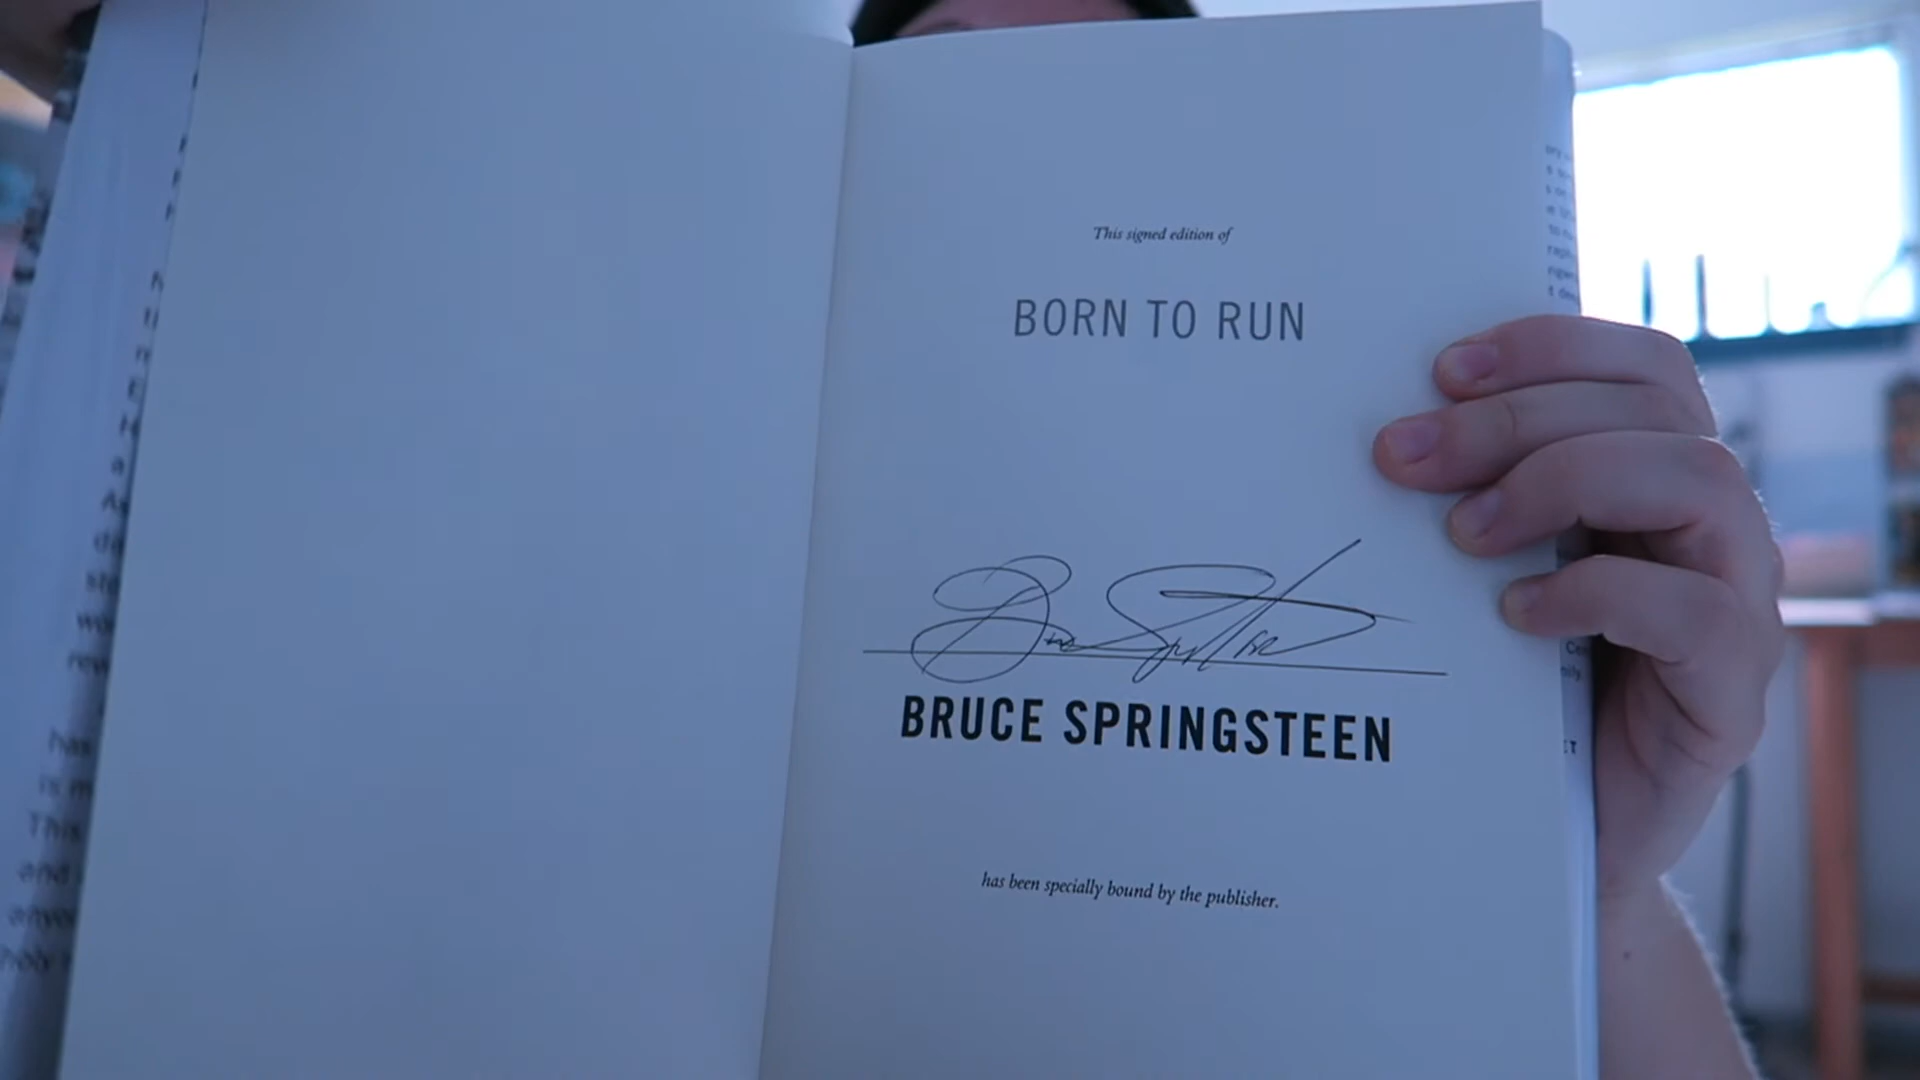 This signed edition of
BORN TO RUN
BRUCE SPRINGSTEEN
has been specially bound by the publisher.